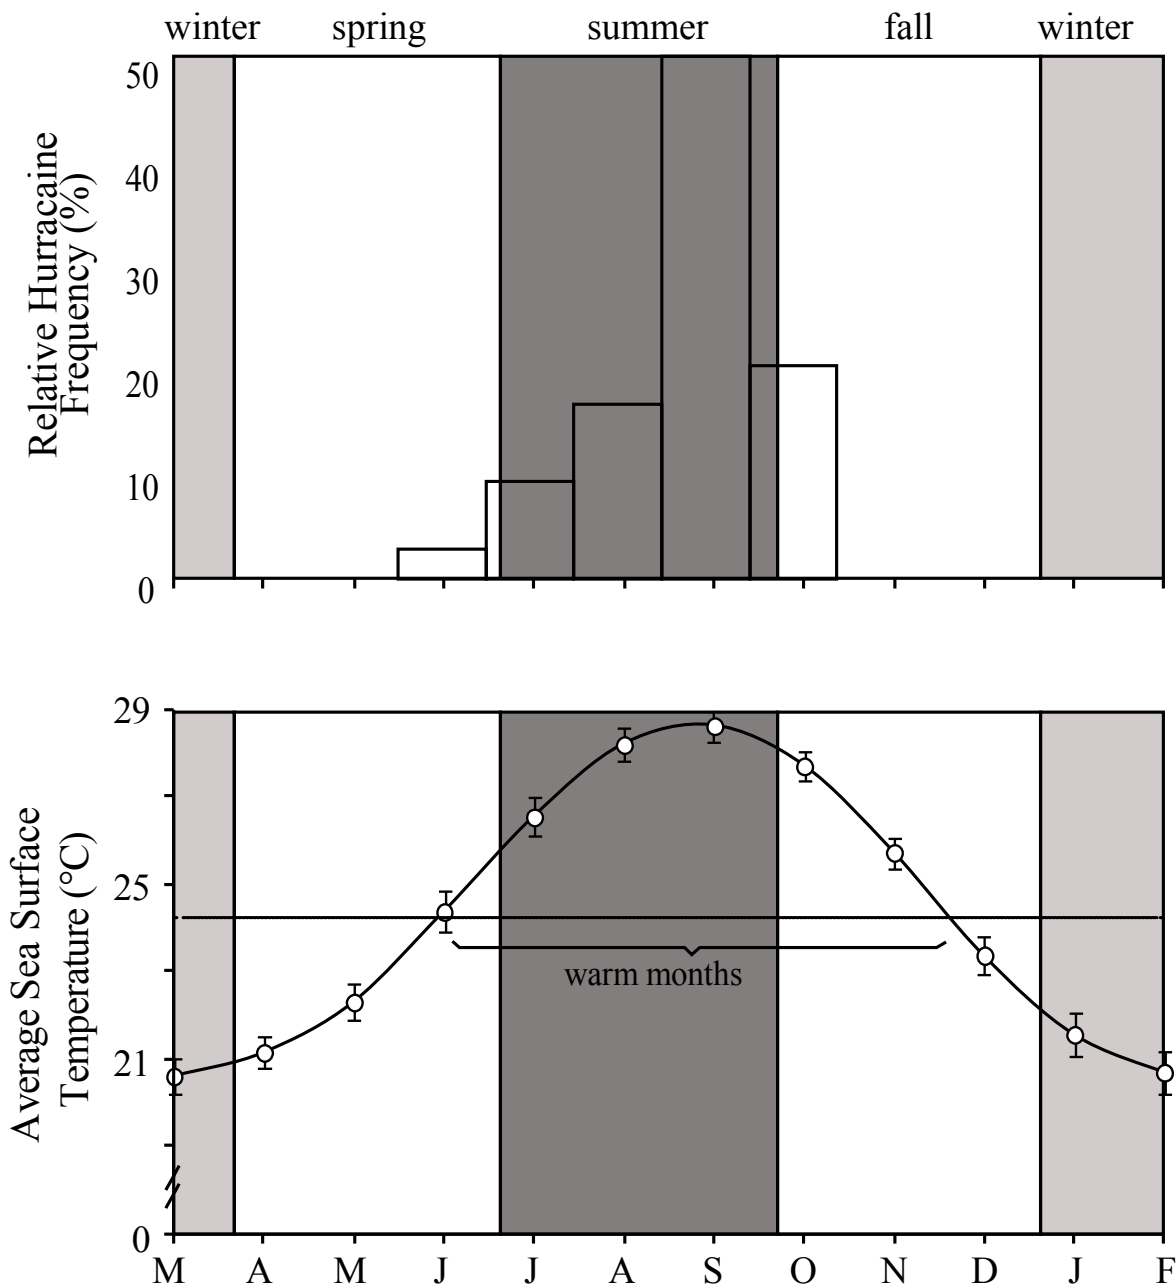 winter spring summer fall winter
50
40
30
20
10
0
Relative Hurracaine
Frequency (%)
29
25
21
0
Average Sea Surface
Temperature (°C)
warm months
M A M J J A S O N D J F